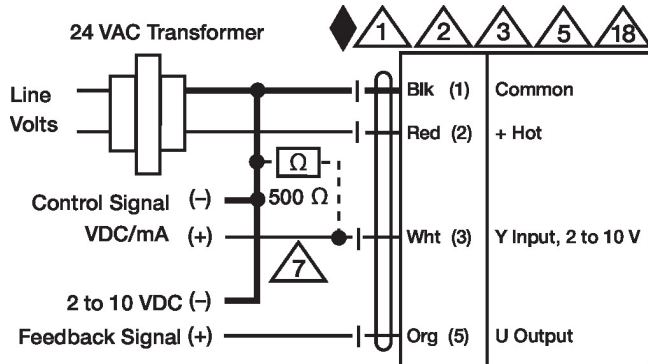 24 VAC Transformer
1 2 3 5 18
Line
Volts
Blk (1) Common
Red (2) + Hot
Ω
500 Ω
Control Signal (–)
VDC/mA (+)
Wht (3) Y Input, 2 to 10 V
7
2 to 10 VDC (–)
Feedback Signal (+)
Org (5) U Output